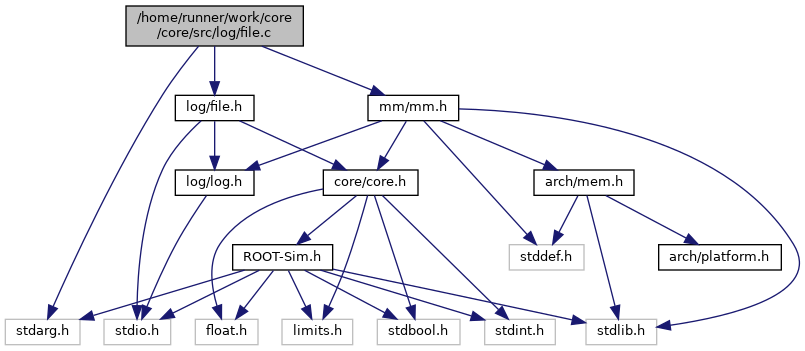 /home/runner/work/core
/core/src/log/file.c
log/file.h
mm/mm.h
log/log.h
core/core.h
arch/mem.h
ROOT-Sim.h
stddef.h
arch/platform.h
stdarg.h
stdio.h
float.h
limits.h
stdbool.h
stdint.h
stdlib.h